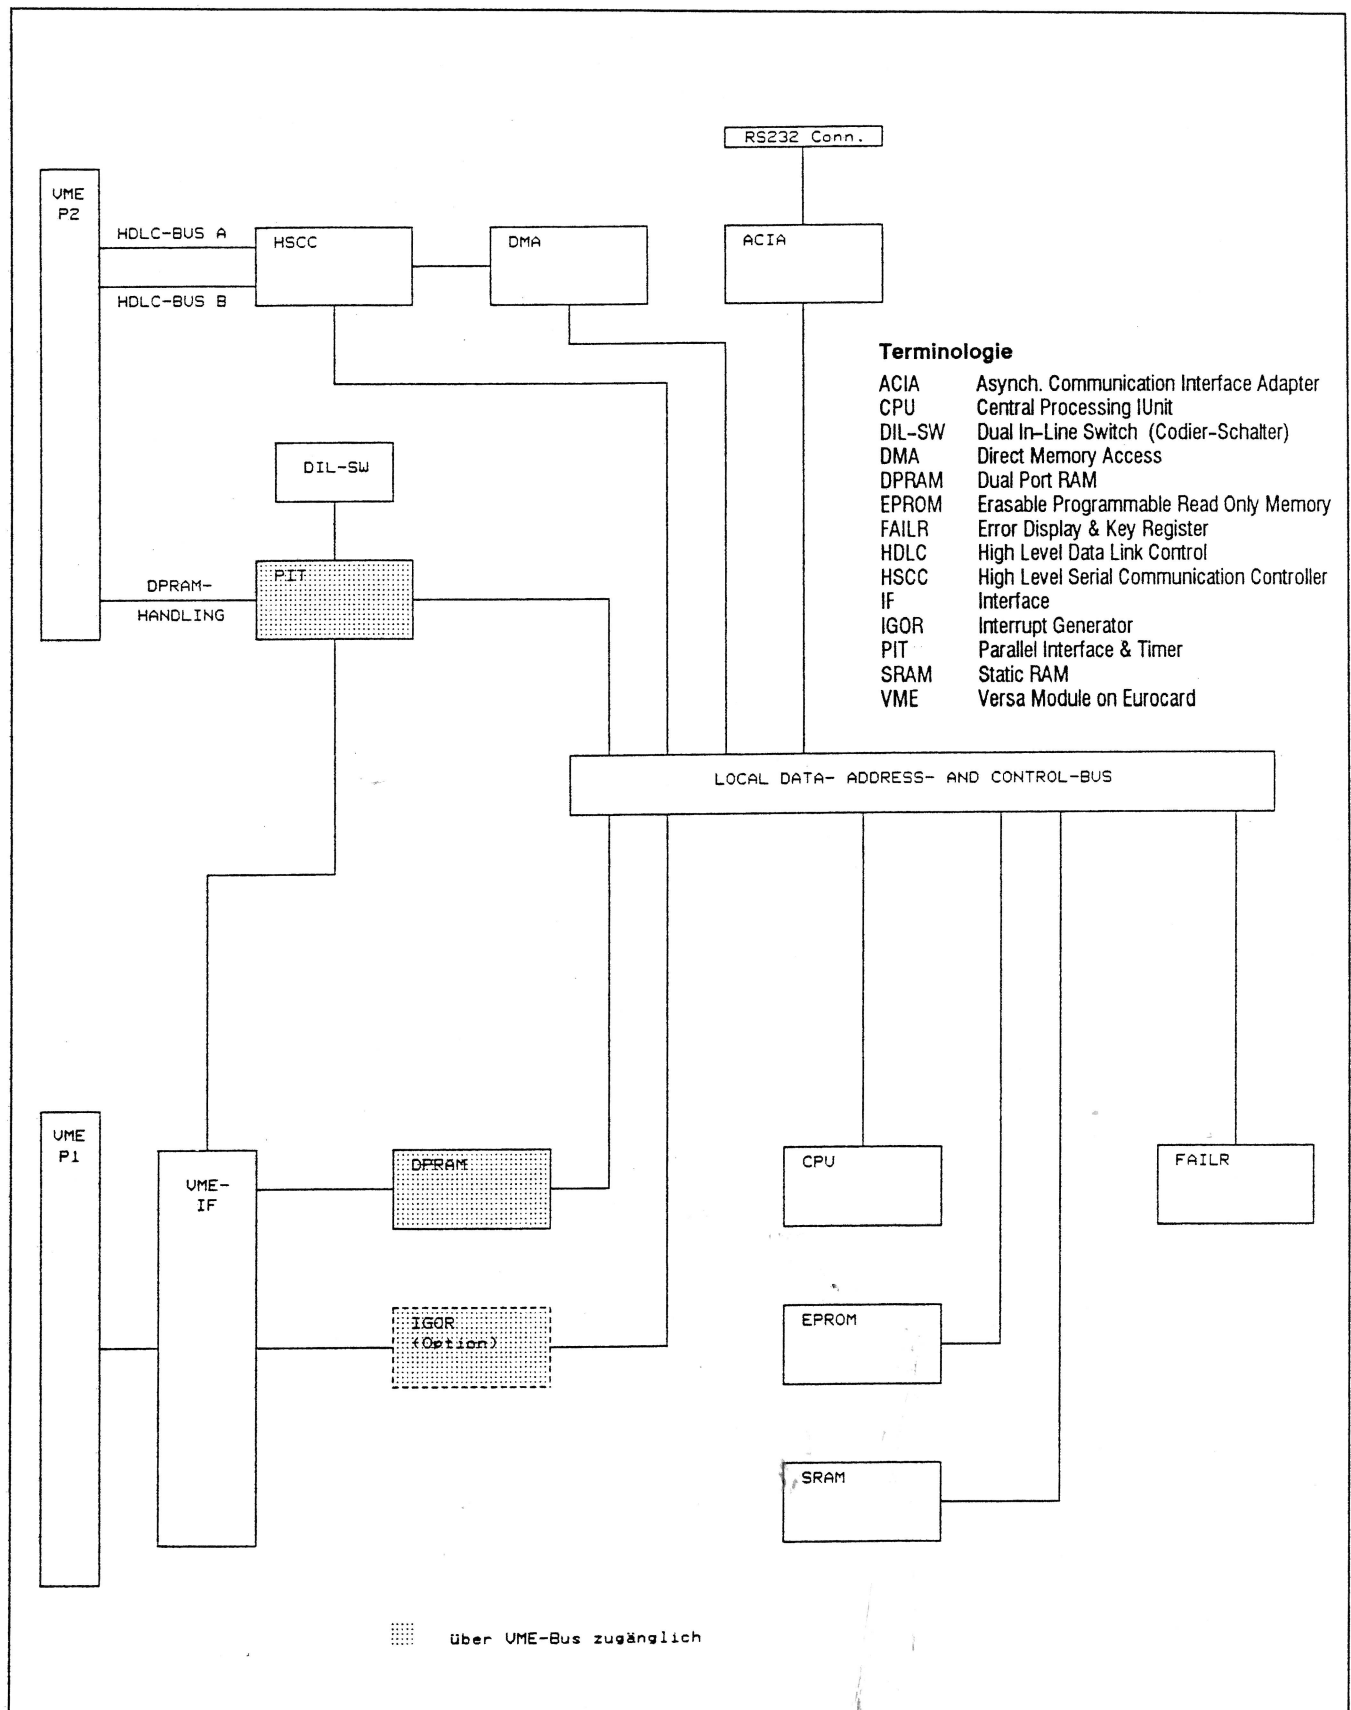 RS232 Conn.
VME
P2
HDLC-BUS A
HSCC
DMA
ACIA
HDLC-BUS B
Terminologie
ACIA Asynch. Communication Interface Adapter
CPU Central Processing IUnit
DIL-SW Dual In-Line Switch (Codier-Schalter)
DMA Direct Memory Access
DPRAM Dual Port RAM
EPROM Erasable Programmable Read Only Memory
FAILR Error Display & Key Register
HDLC High Level Data Link Control
HSCC High Level Serial Communication Controller
IF Interface
IGOR Interrupt Generator
PIT Parallel Interface & Timer
SRAM Static RAM
VME Versa Module on Eurocard
DIL-SW
PIT
DPRAM-
HANDLING
LOCAL DATA- ADDRESS- AND CONTROL-BUS
VME
P1
VME-
IF
DPRAM
CPU
FAILR
IGOR
(Option)
EPROM
SRAM
über VME-Bus zugänglich